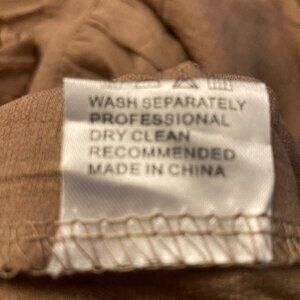 WASH SEPARATELY
PROFESSIONAL
DRY CLEAN
RECOMMENDED
MADE IN CHINA